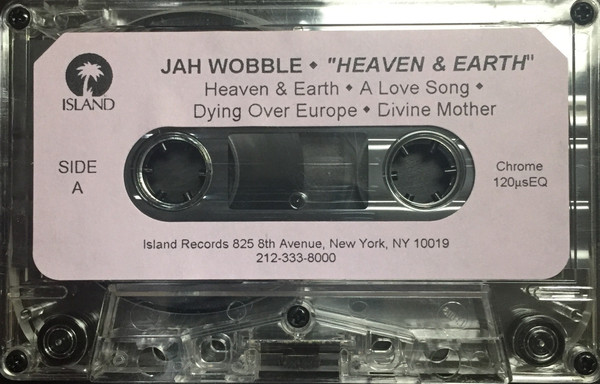 JAH WOBBLE ◆ "HEAVEN & EARTH"
Heaven & Earth ◆ A Love Song ◆
Dying Over Europe ◆ Divine Mother
ISLAND
SIDE
A
Chrome
120µsEQ
Island Records 825 8th Avenue, New York, NY 10019
212-333-8000